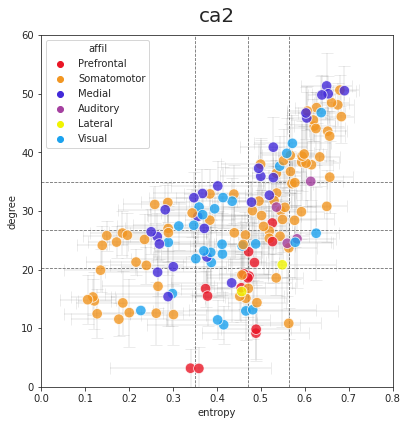 ca2
60
50
40
30
20
10
0
degree
affil
Prefrontal
Somatomotor
Medial
Auditory
Lateral
Visual
0.0 0.1 0.2 0.3 0.4 0.5 0.6 0.7 0.8
entropy